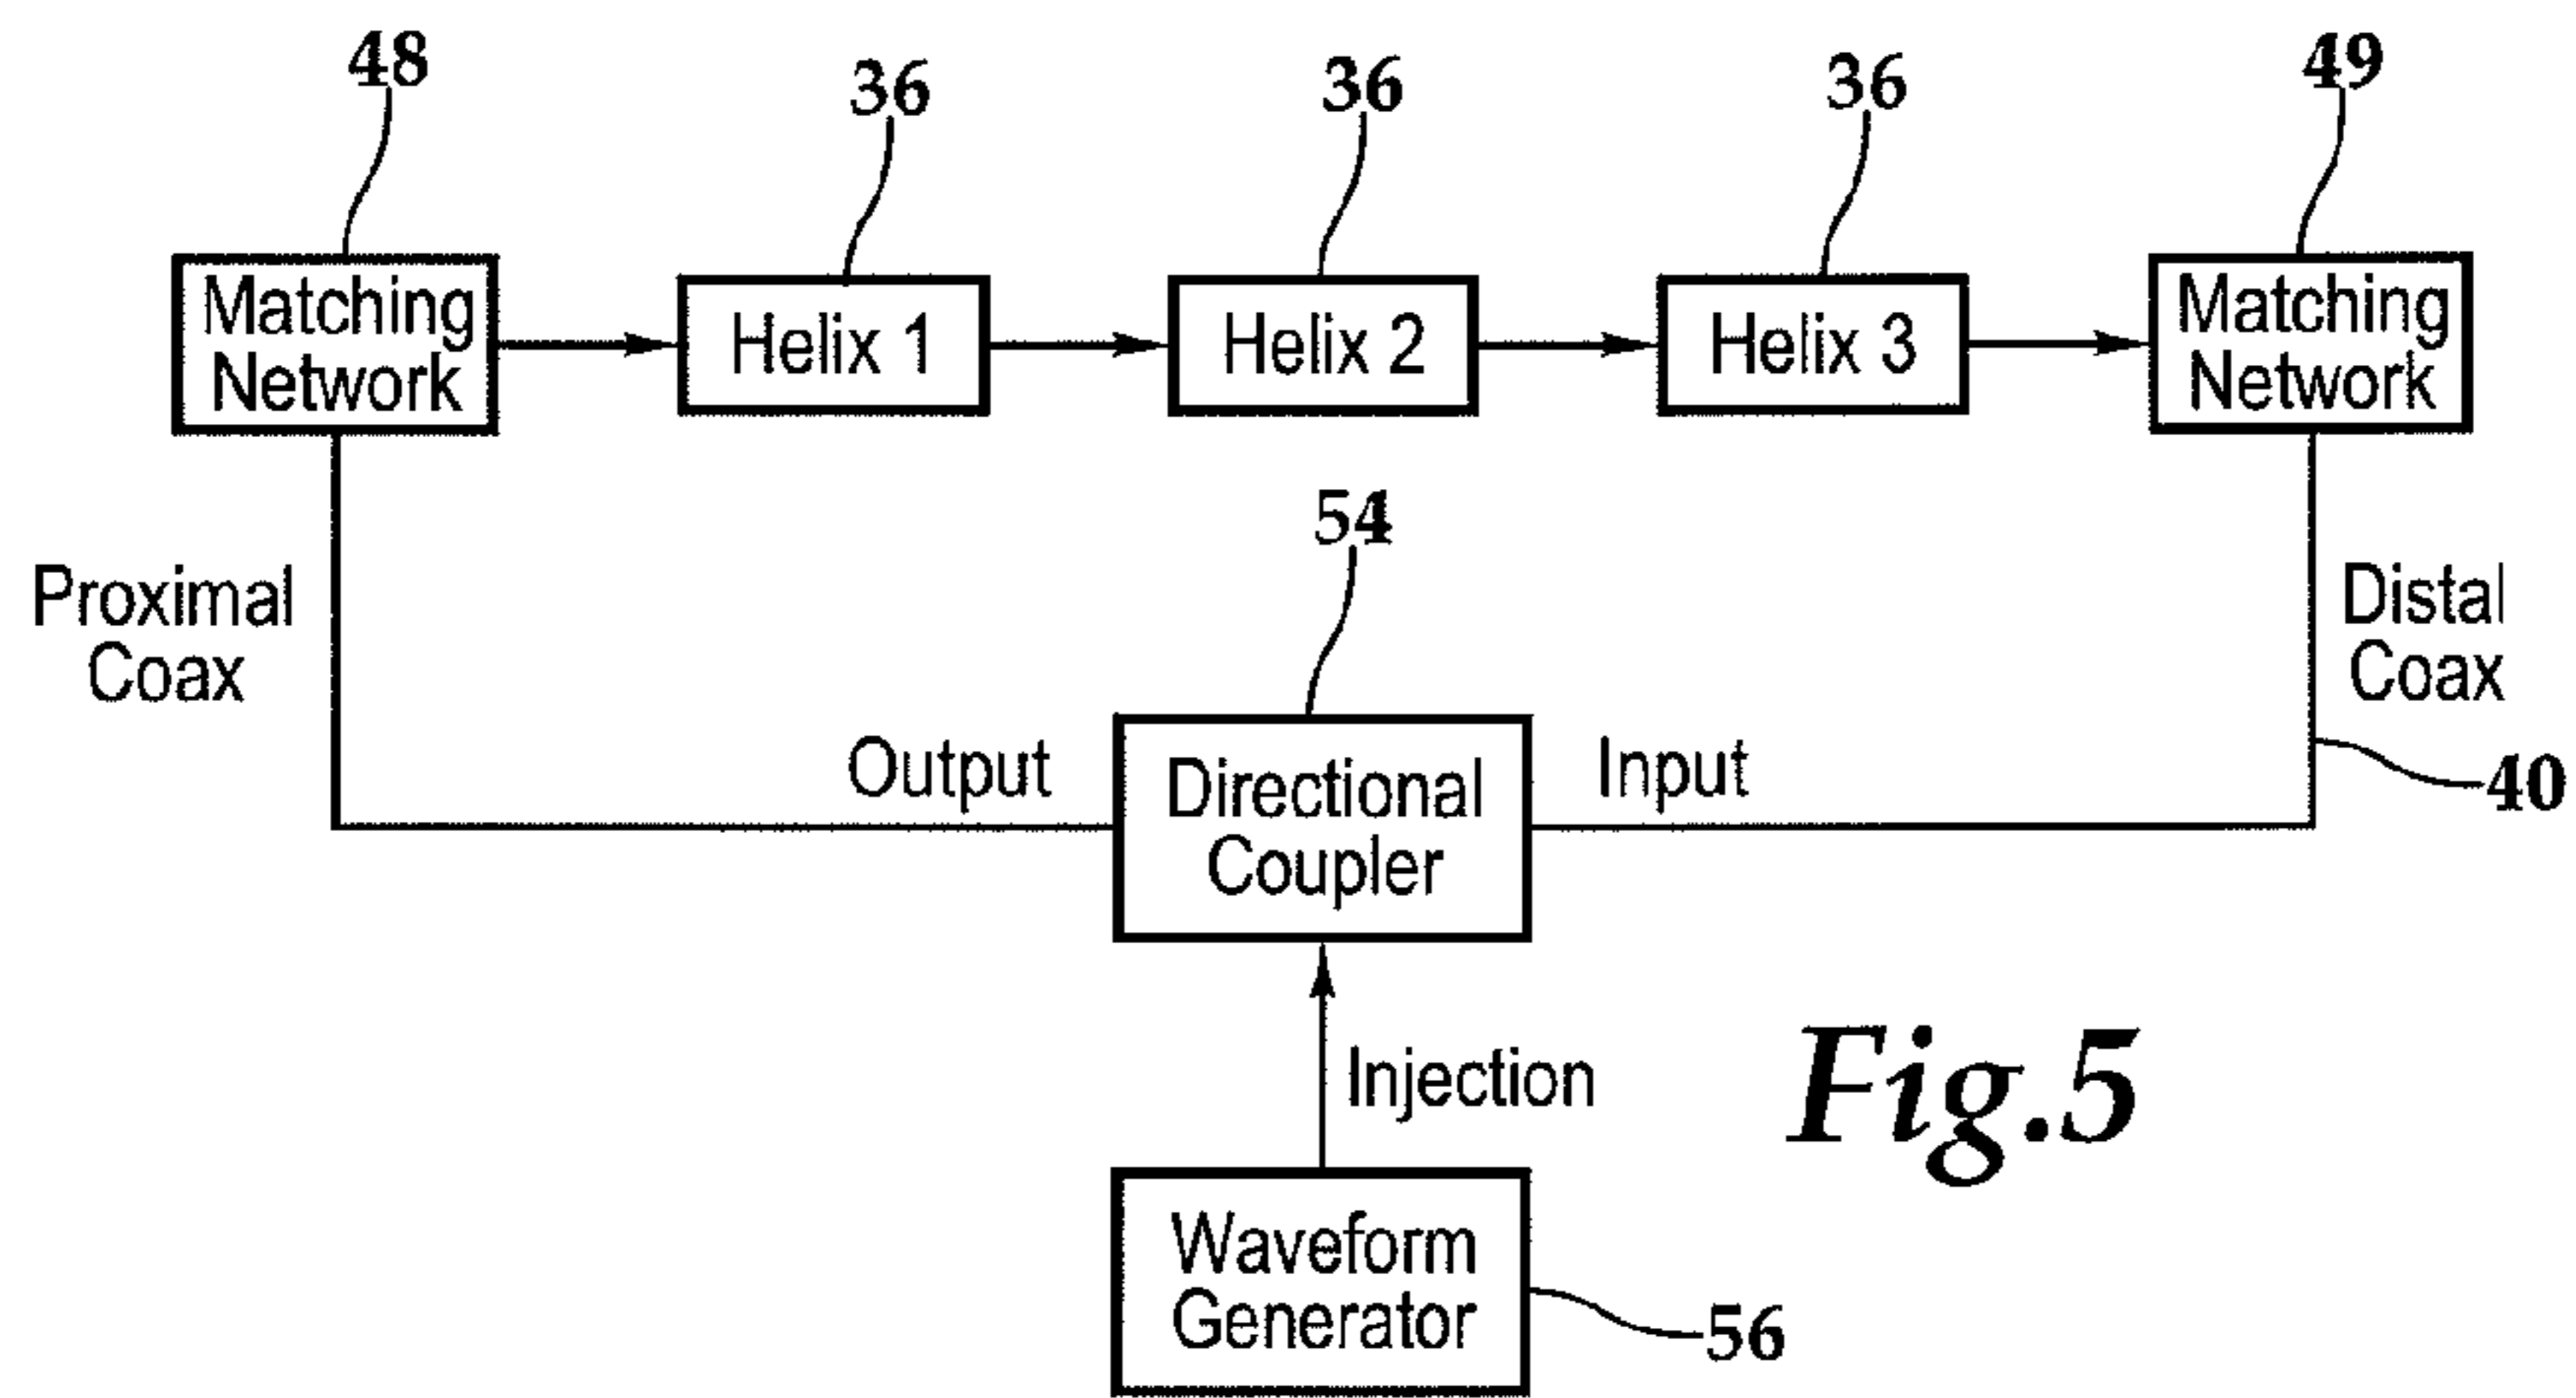 48
36
36
36
49
Matching
Network
Helix 1
Helix 2
Helix 3
Matching
Network
54
Proximal
Coax
Distal
Coax
Output
Directional
Coupler
Input
40
Injection
Fig.5
Waveform
Generator
56